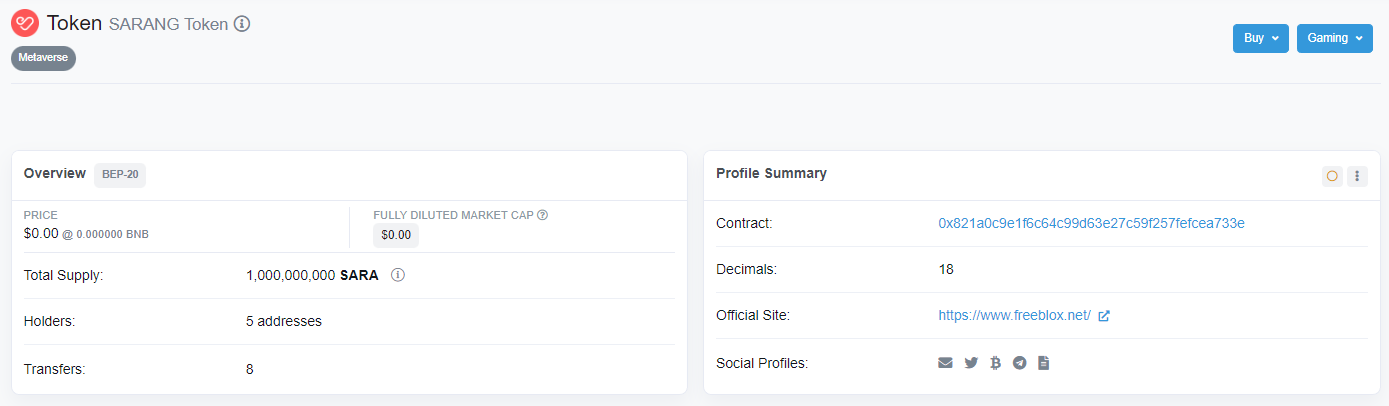 Token SARANG Token
Metaverse
Buy
Gaming
Overview BEP-20
PRICE
$0.00 @ 0.000000 BNB
FULLY DILUTED MARKET CAP
$0.00
Total Supply: 1,000,000,000 SARA
Holders: 5 addresses
Transfers: 8
Profile Summary
Contract: 0x821a0c9e1f6c64c99d63e27c59f257fefcea733e
Decimals: 18
Official Site: https://www.freeblox.net/
Social Profiles: